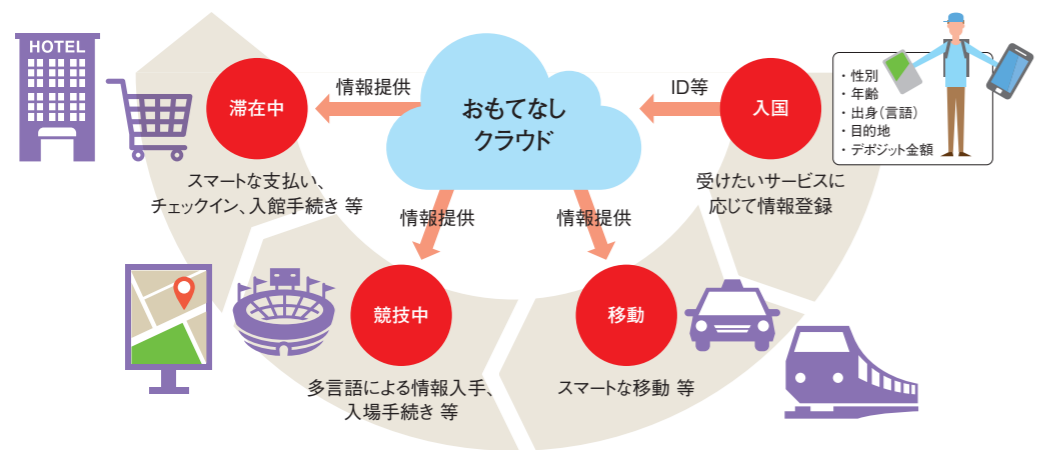 HOTEL
滞在中
情報提供
おもてなし
クラウド
ID等
入国
・性別
・年齢
・出身（言語）
・目的地
・デポジット金額
スマートな支払い、
チェックイン、入館手続き 等
情報提供
情報提供
受けたいサービスに
応じて情報登録
競技中
移動
多言語による情報入手、
入場手続き 等
スマートな移動 等